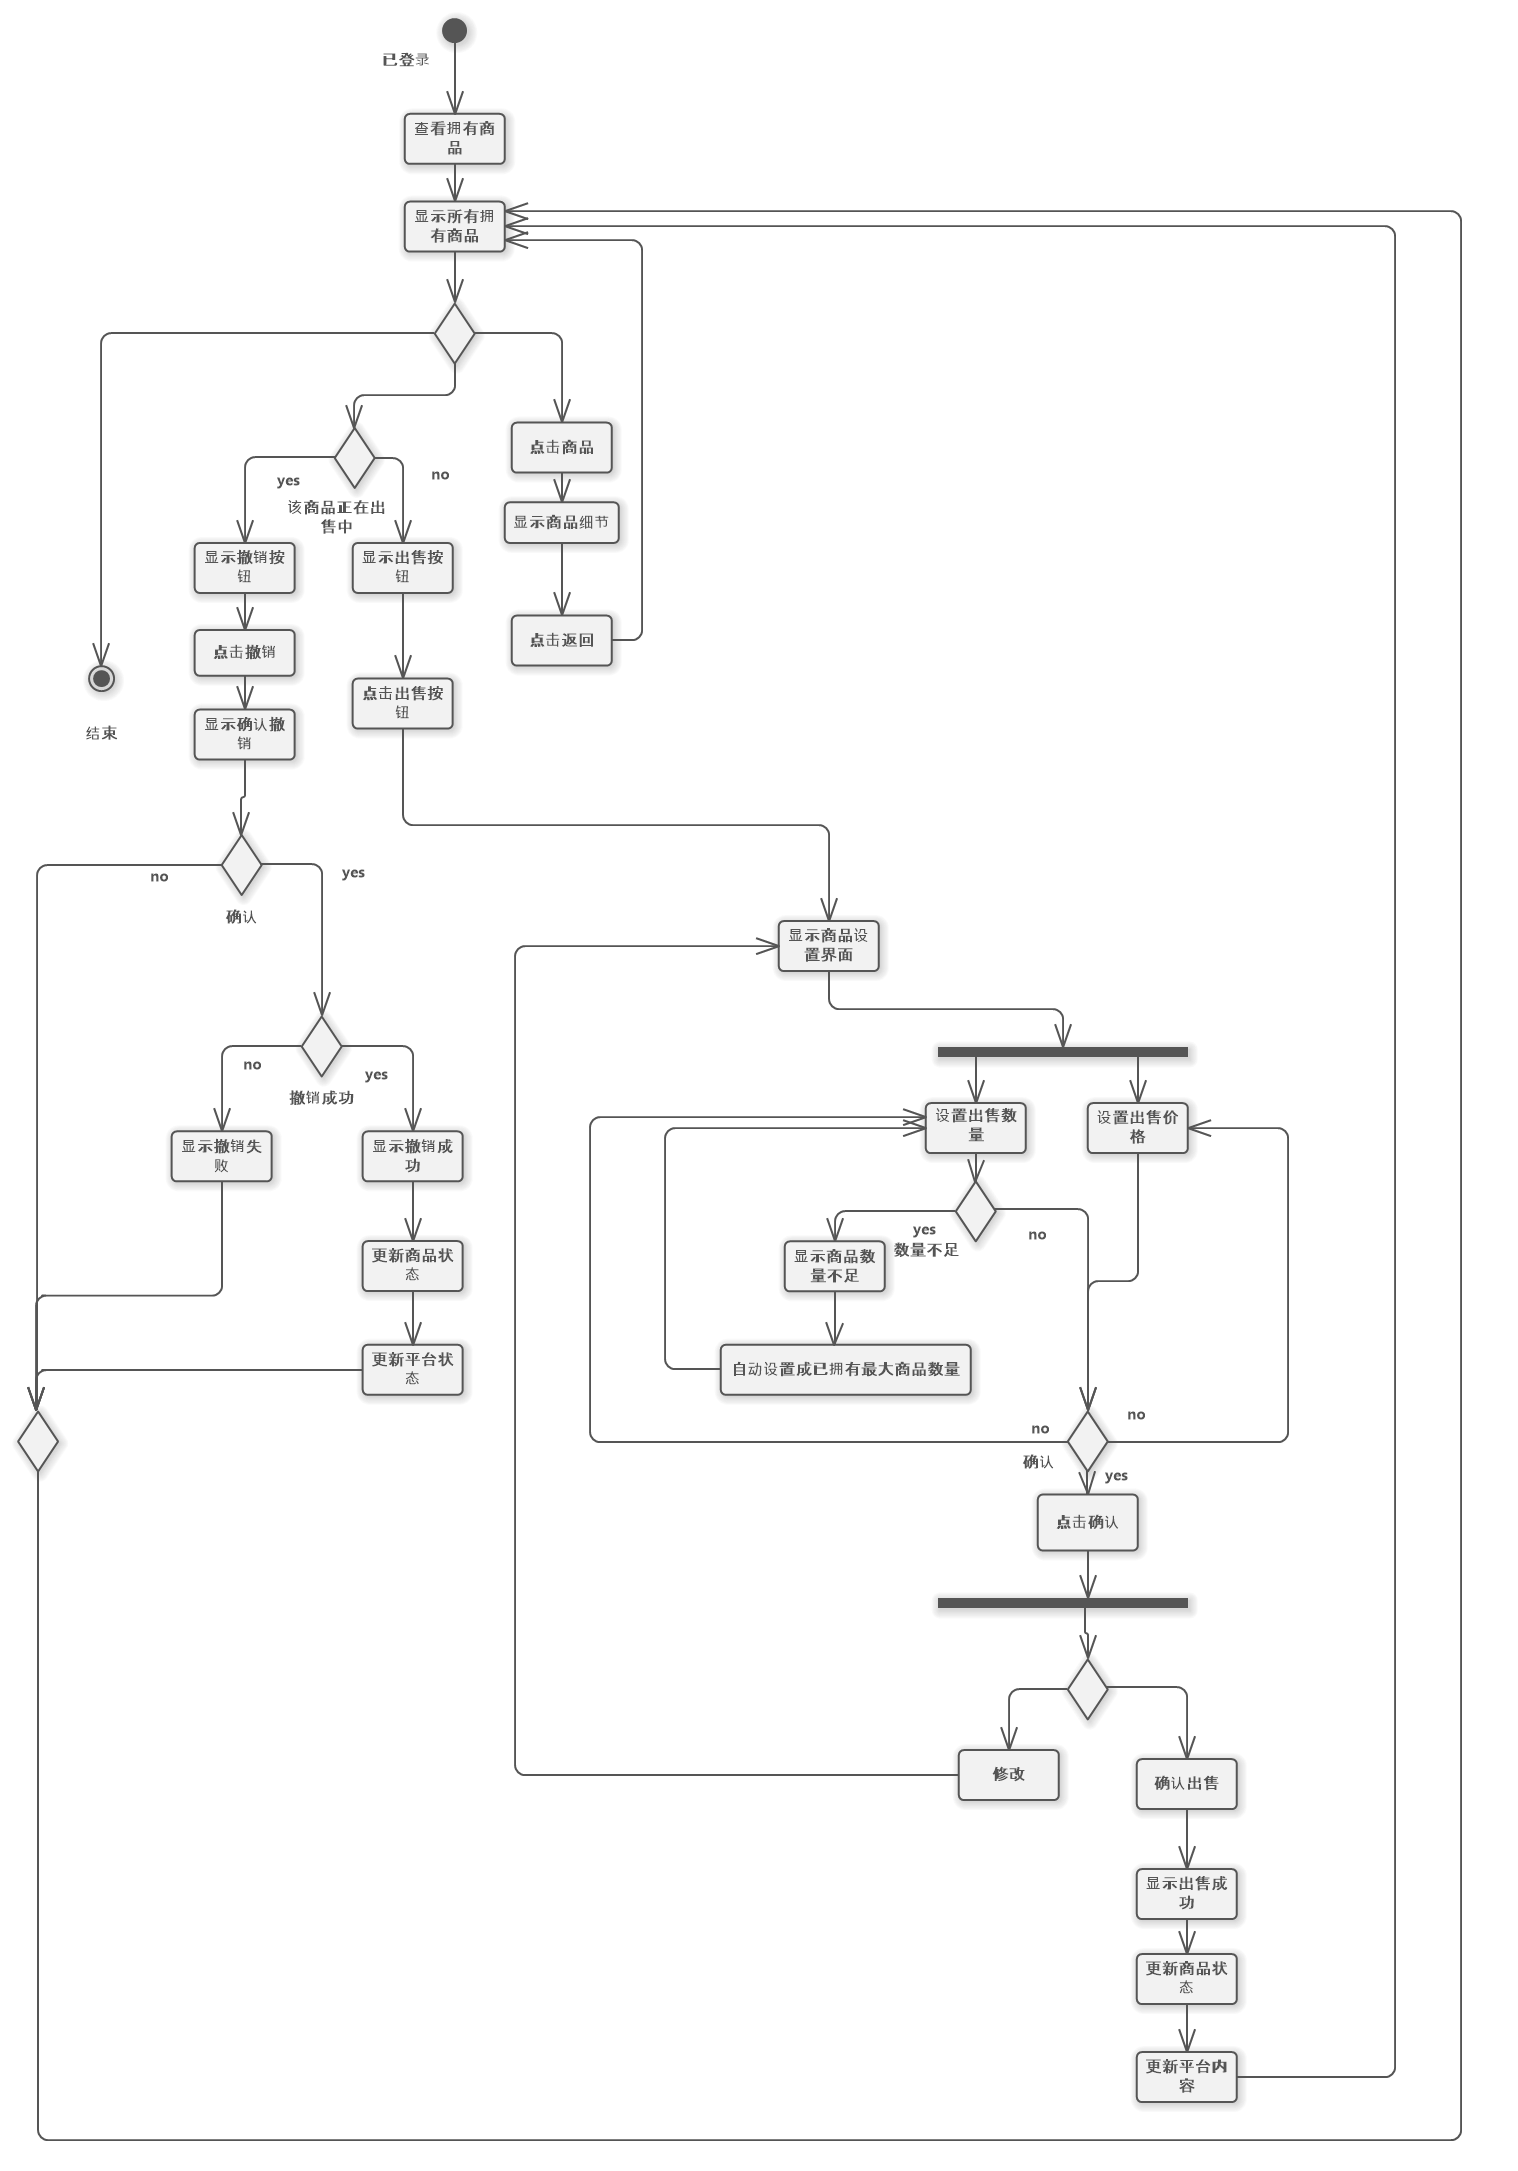 已登录
查看拥有商
品
显示所有拥
有商品
点击商品
yes
no
该商品正在出
售中
显示商品细节
显示撤销按
钮
显示出售按
钮
点击返回
点击撤销
点击出售按
钮
显示确认撤
销
结束
no
yes
确认
显示商品设
置界面
no
yes
撤销成功
设置出售数
量
设置出售价
格
显示撤销失
败
显示撤销成
功
yes
no
数量不足
更新商品状
态
显示商品数
量不足
更新平台状
态
自动设置成已拥有最大商品数量
no
no
确认
yes
点击确认
修改
确认出售
显示出售成
功
更新商品状
态
更新平台内
容